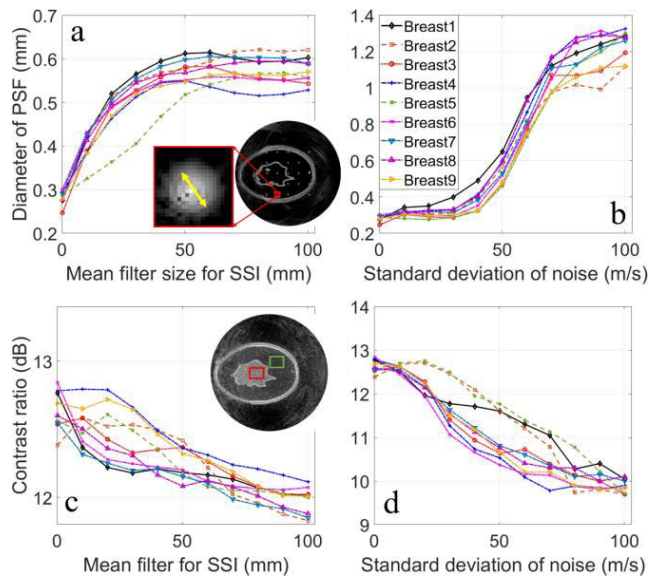 a
Diameter of PSF
0.7
0.6
0.5
0.4
0.3
0.2
0
50
100
Mean filter size for SSI (mm)
b
1.4
1.2
1
0.8
0.6
0.4
0.2
0
50
100
Standard deviation of noise (m/s)
Breast1
Breast2
Breast3
Breast4
Breast5
Breast6
Breast7
Breast8
Breast9
c
Contrast ratio (dB)
13
12
0
50
100
Mean filter for SSI (mm)
d
14
13
12
11
10
9
0
50
100
Standard deviation of noise (m/s)